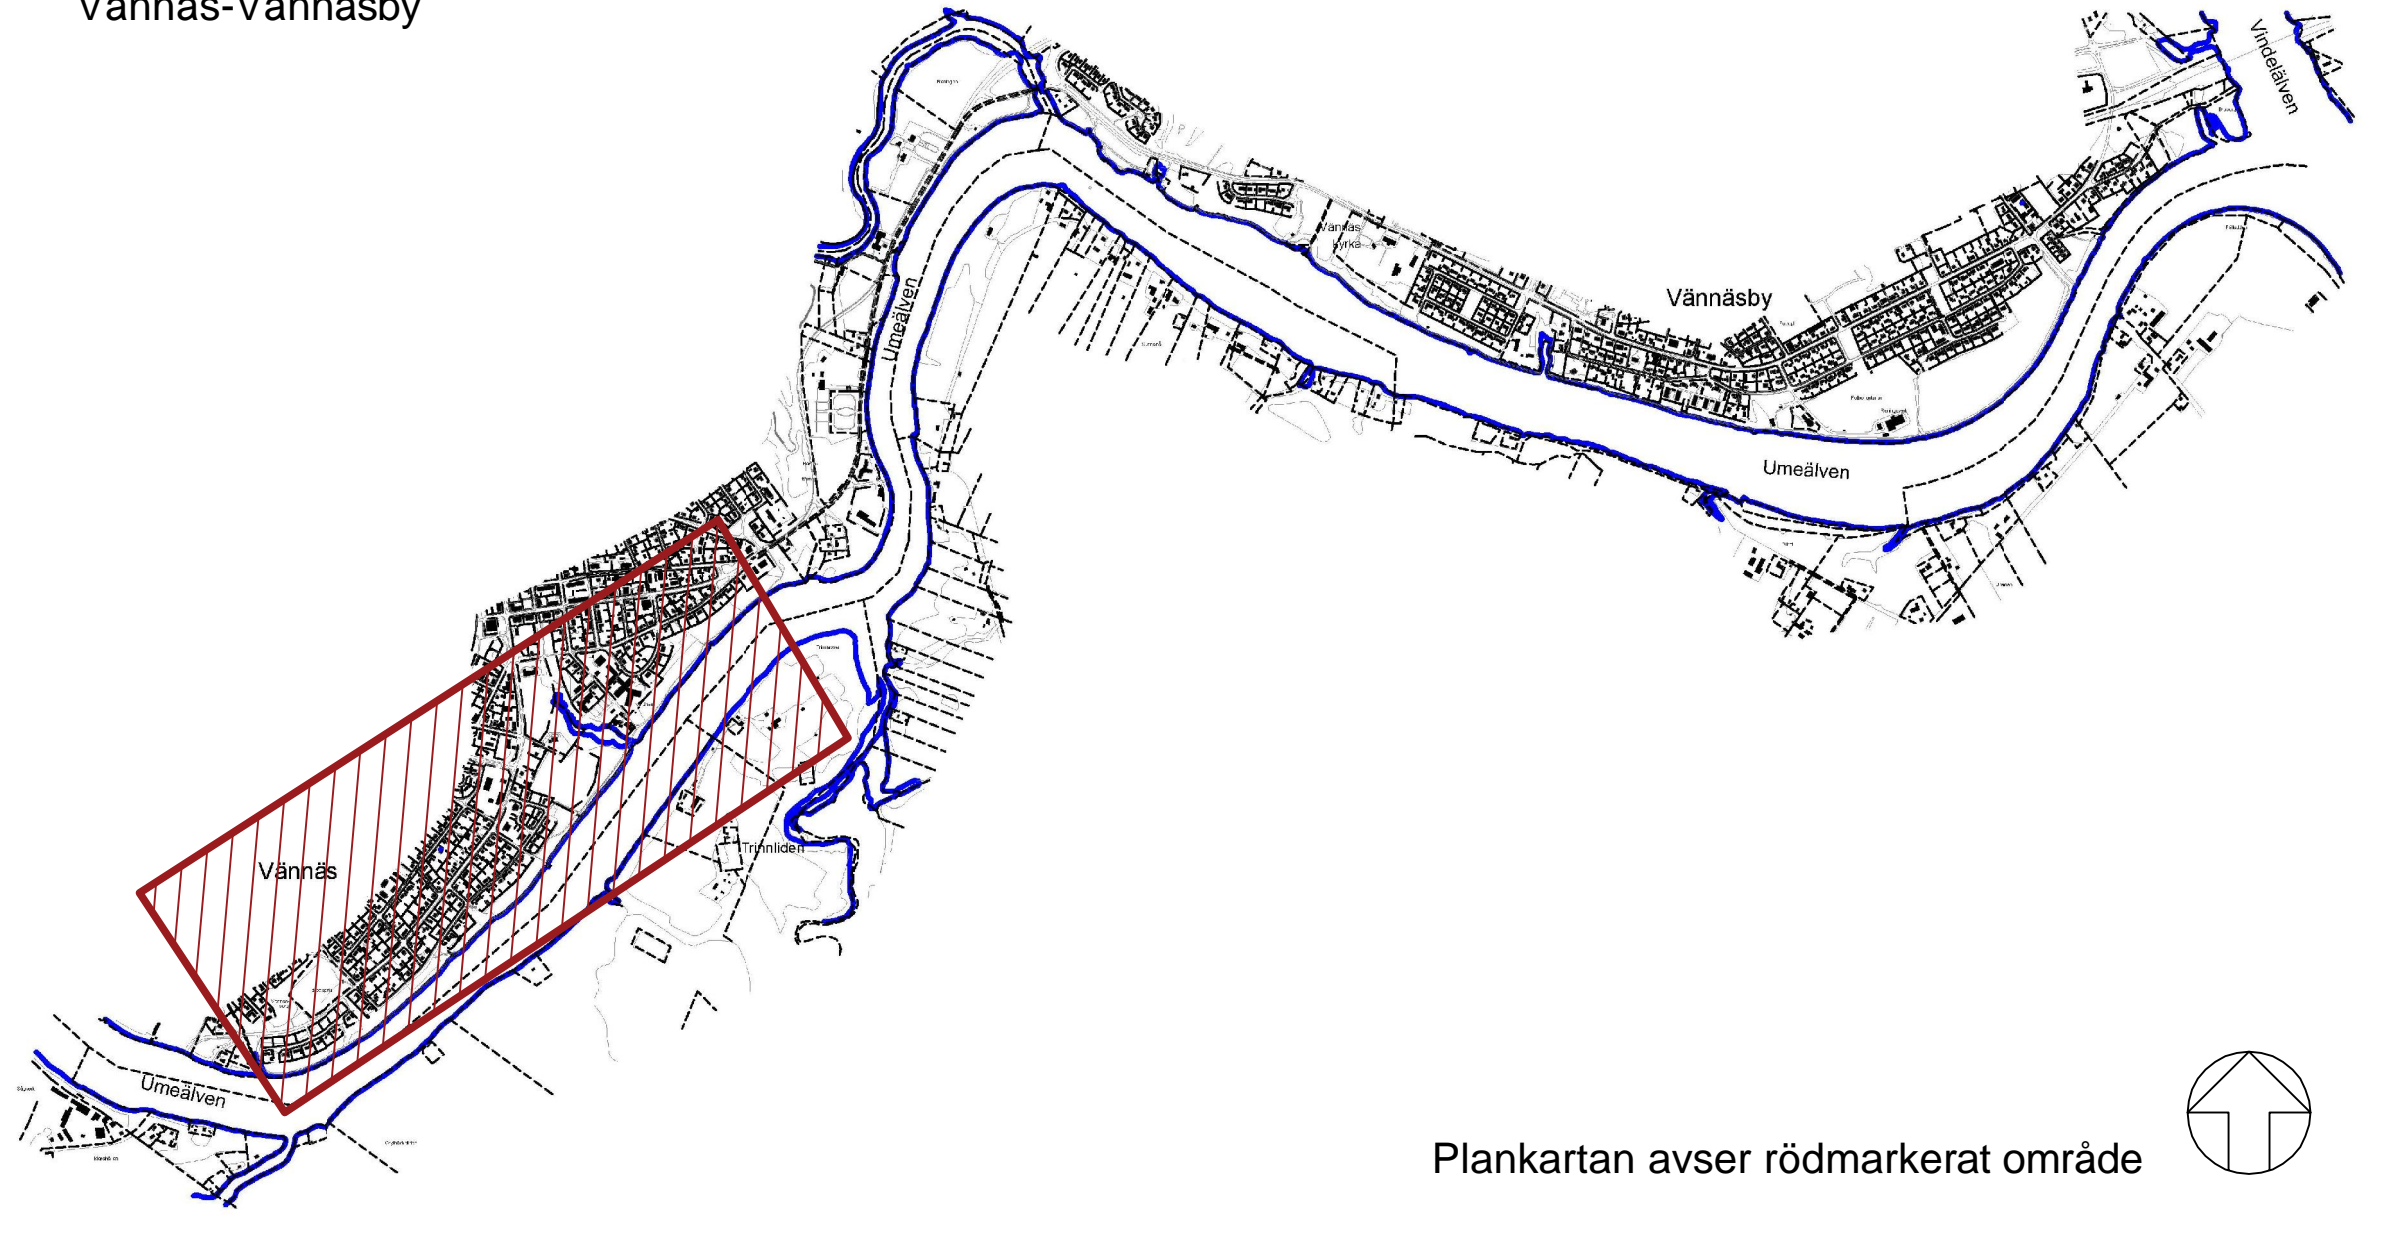 Vännäs-Vännäsby
Vindelälven
Vännäs
kyrka
Umeälven
Vännäsby
Umeälven
Trinnliden
Vännäs
Umeälven
Plankartan avser rödmarkerat område